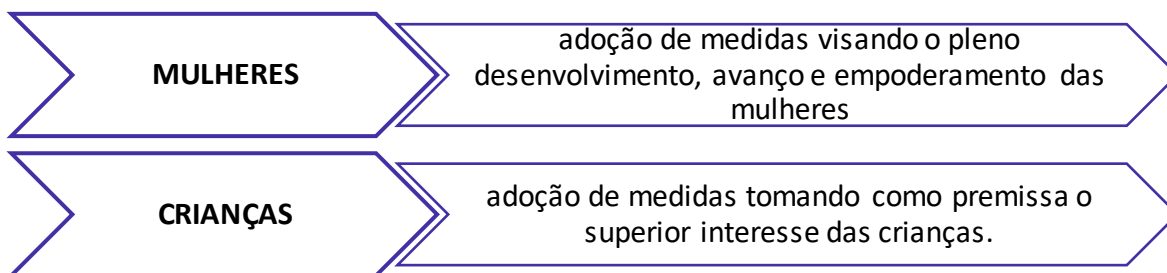 MULHERES
adoção de medidas visando o pleno
desenvolvimento, avanço e empoderamento das
mulheres
CRIANÇAS
adoção de medidas tomando como premissa o
superior interesse das crianças.